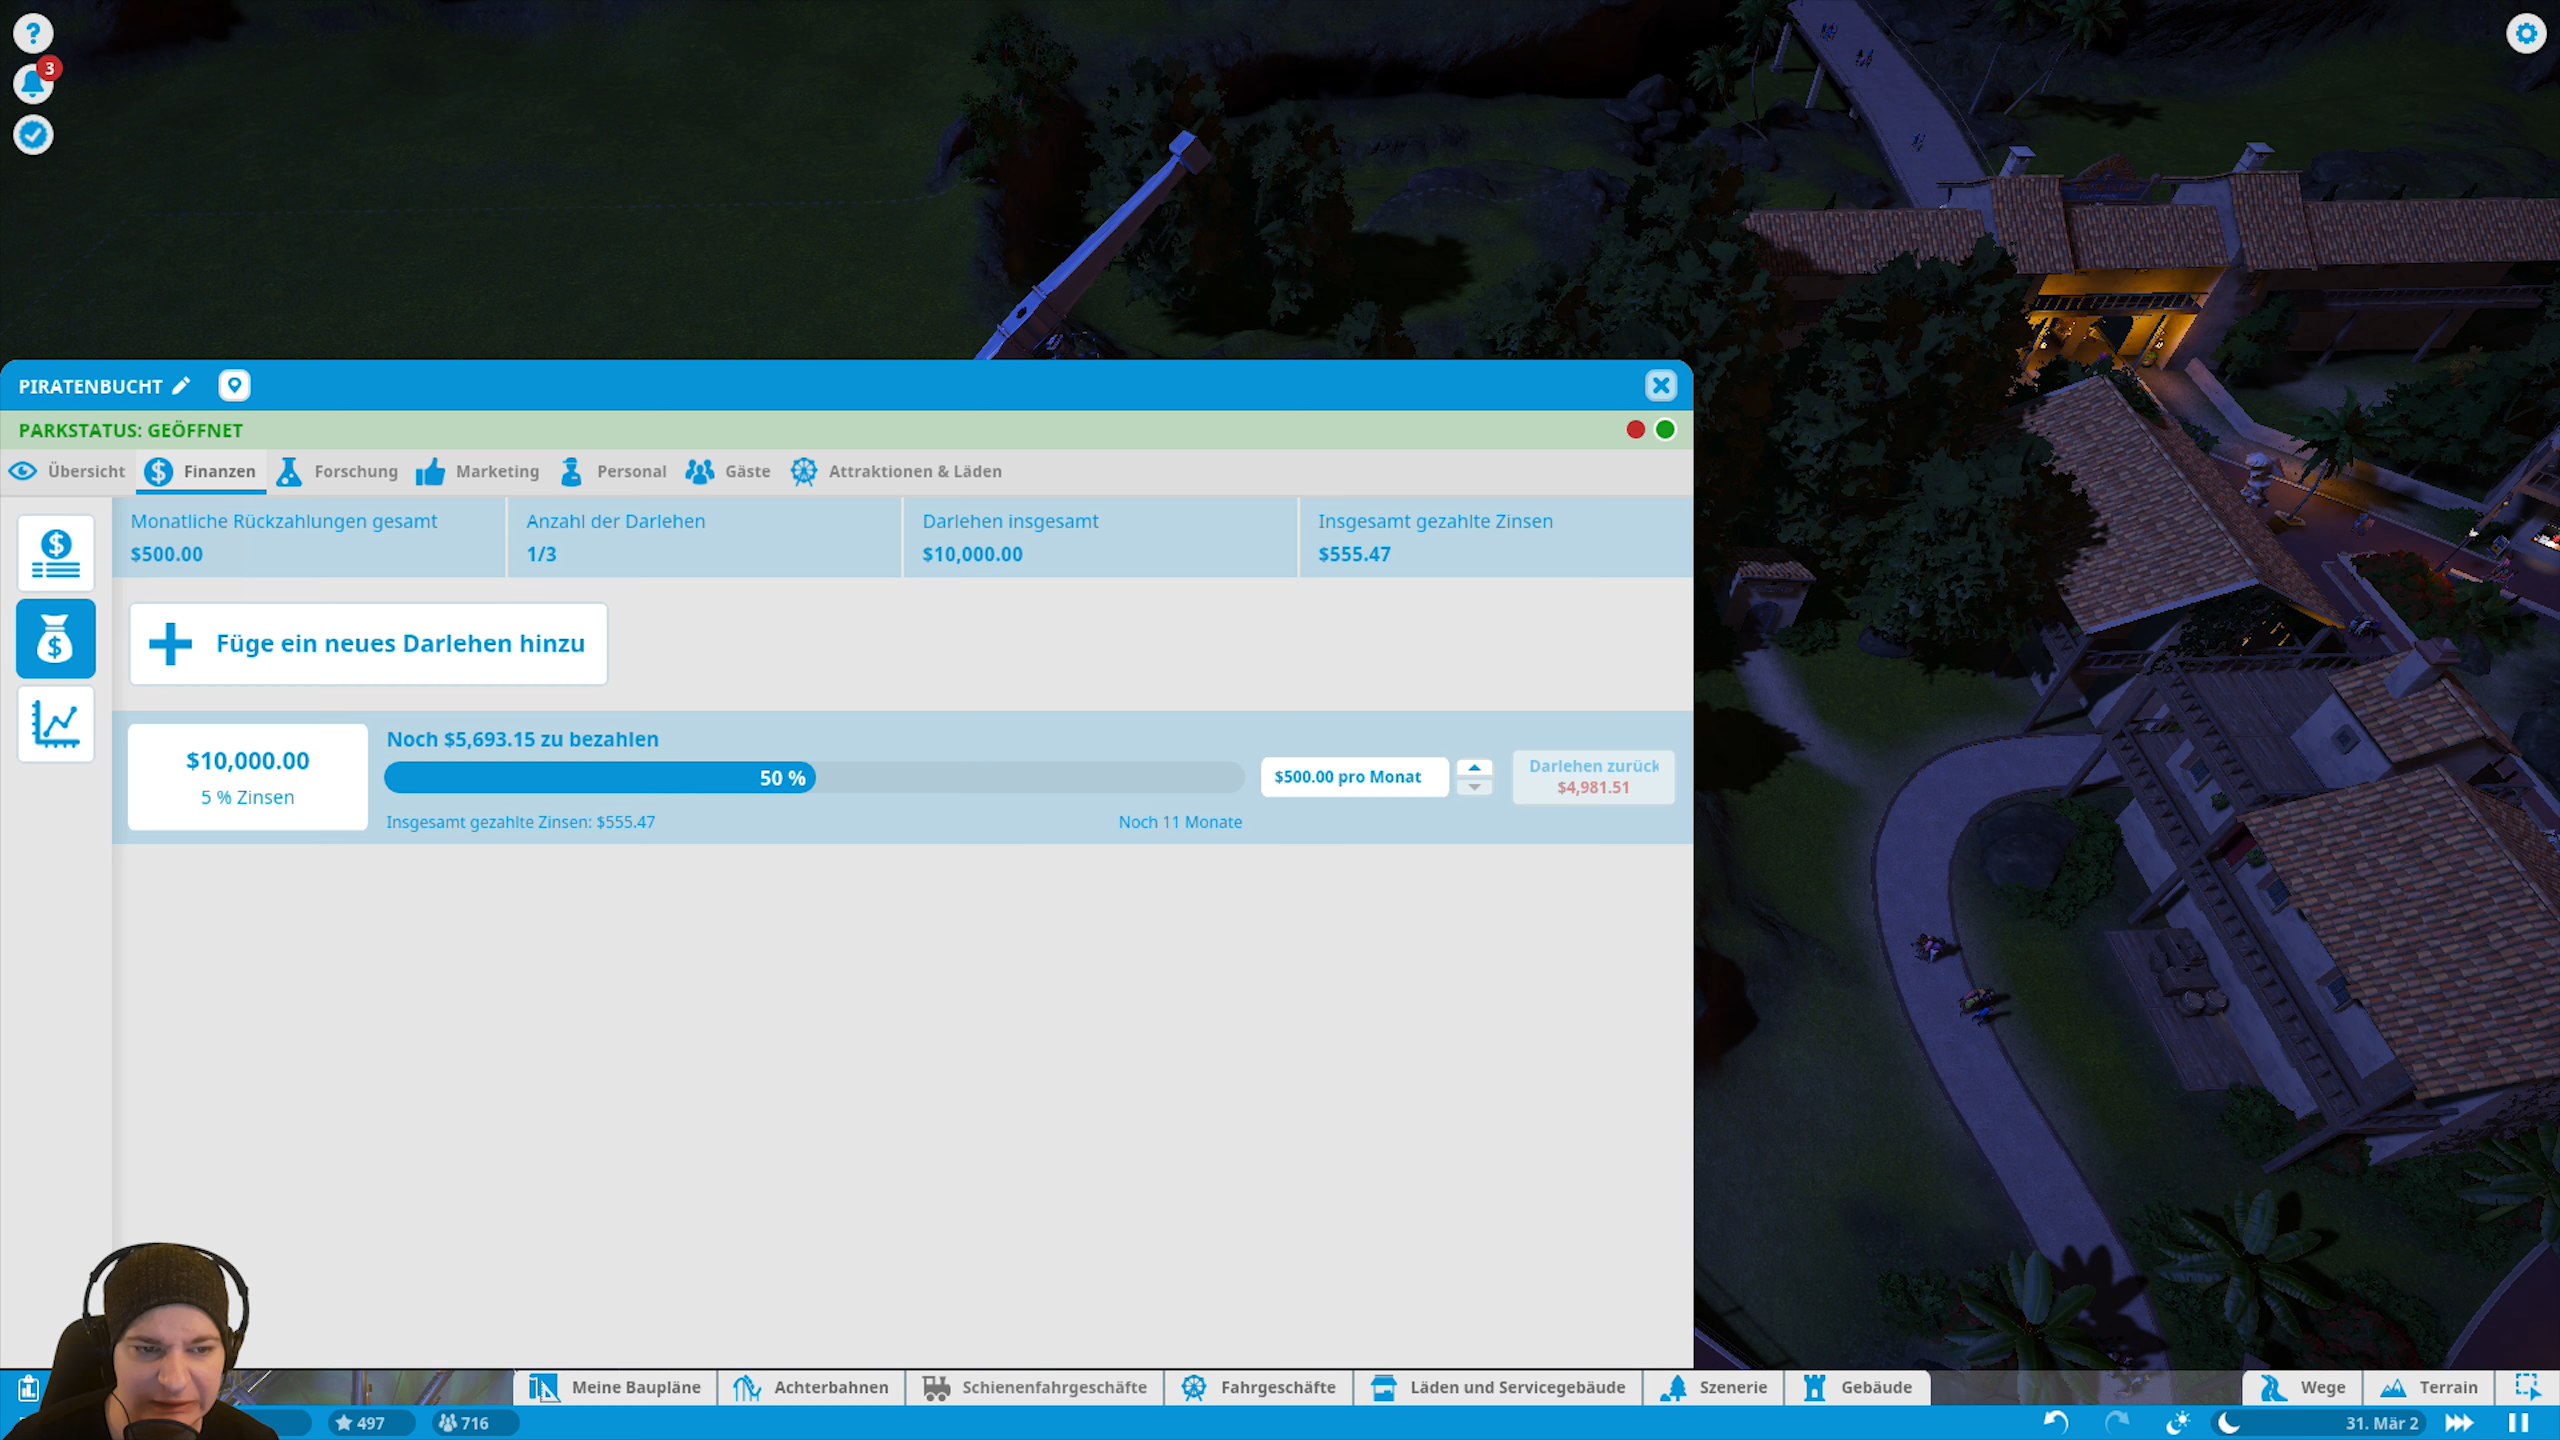 ?
3
PIRATENBUCHT
PARKSTATUS: GEÖFFNET
Übersicht
Finanzen
Forschung
Marketing
Personal
Gäste
Attraktionen & Läden
Monatliche Rückzahlungen gesamt
$500.00
Anzahl der Darlehen
1/3
Darlehen insgesamt
$10,000.00
Insgesamt gezahlte Zinsen
$555.47
Füge ein neues Darlehen hinzu
$10,000.00
5 % Zinsen
Noch $5,693.15 zu bezahlen
50 %
Insgesamt gezahlte Zinsen: $555.47
Noch 11 Monate
$500.00 pro Monat
Darlehen zurück
$4,981.51
Meine Baupläne
Achterbahnen
Schienenfahrgeschäfte
Fahrgeschäfte
Läden und Servicegebäude
Szenerie
Gebäude
Wege
Terrain
497
716
31. Mär 2